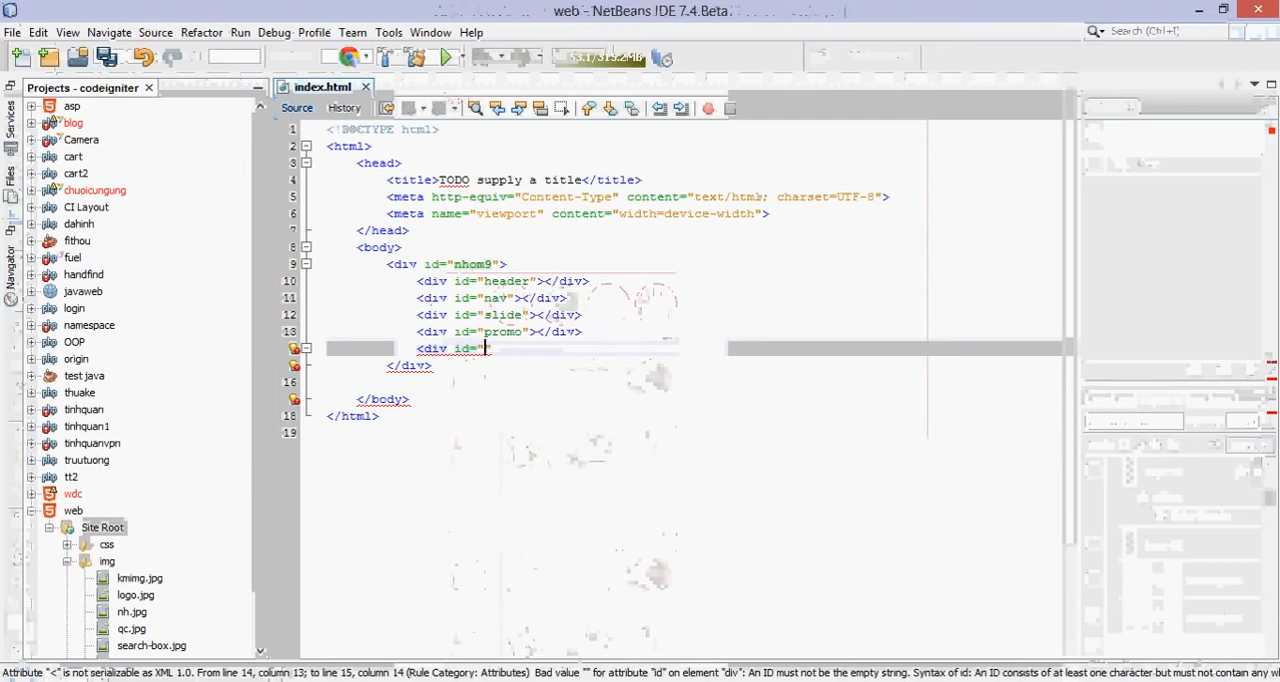 web - NetBeans IDE 7.4 Beta
File Edit View Navigate Source Refactor Run Debug Profile Team Tools Window Help
Search (Ctrl+I)
Projects - codeigniter
index.html
Source History
Services
Files
Navigator
asp
blog
Camera
cart
cart2
chuoicungung
CI Layout
dahinh
fithou
fuel
handfind
javaweb
login
namespace
OOP
origin
test java
thuake
tinhquan
tinhquan1
tinhquanvpn
truutuong
tt2
wdc
web
Site Root
css
img
kmimg.jpg
logo.jpg
nh.jpg
qc.jpg
search-box.jpg
1 <!DOCTYPE html>
2 <html>
3 <head>
4 <title>TODO supply a title</title>
5 <meta http-equiv="Content-Type" content="text/html; charset=UTF-8">
6 <meta name="viewport" content="width=device-width">
7 </head>
8 <body>
9 <div id="nhom9">
10 <div id="header"></div>
11 <div id="nav"></div>
12 <div id="slide"></div>
13 <div id="promo"></div>
<div id=""
</div>
16
</body>
18 </html>
19
Attribute "<" is not serializable as XML 1.0. From line 14, column 13; to line 15, column 14 (Rule Category: Attributes) Bad value "" for attribute "id" on element "div": An ID must not be the empty string. Syntax of id: An ID consists of at least one character but must not contain any